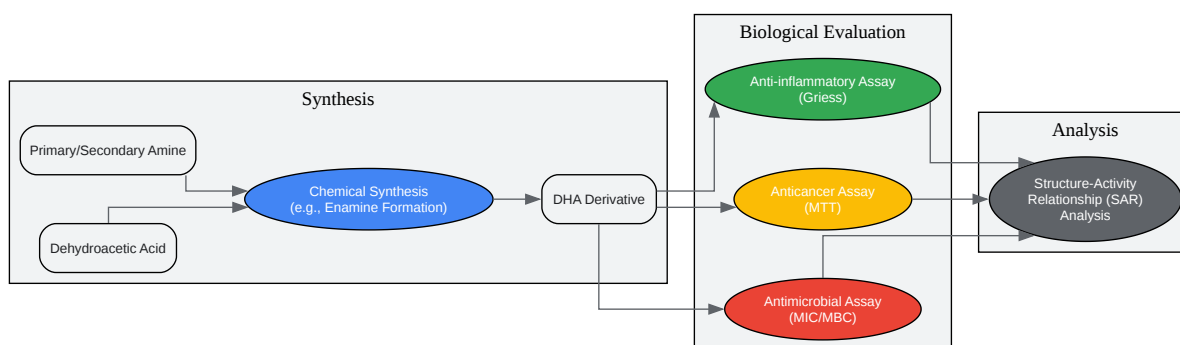 Synthesis
Primary/Secondary Amine
Dehydroacetic Acid
Chemical Synthesis
(e.g., Enamine Formation)
DHA Derivative
Biological Evaluation
Anti-inflammatory Assay
(Griess)
Anticancer Assay
(MTT)
Antimicrobial Assay
(MIC/MBC)
Analysis
Structure-Activity
Relationship (SAR)
Analysis